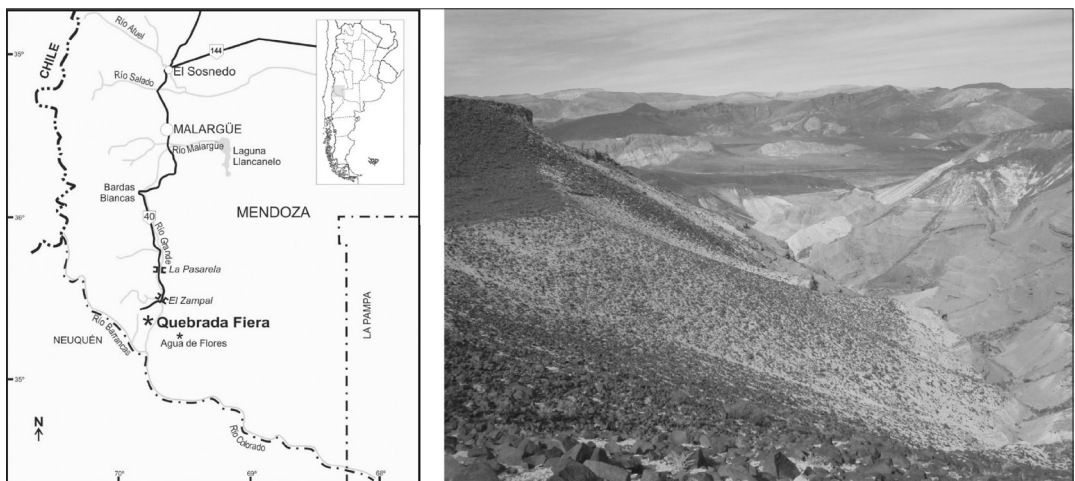 Río Atuel
144
35°
CHILE
El Sosnedo
Río Salado
MALARGÜE
Río Malargüe
Laguna
Llancanelo
Bardas
Blancas
36°
40
MENDOZA
Río Grande
La Pasarela
El Zampal
Quebrada Fiera
Río Barrancas
NEUQUÉN
Agua de Flores
LA PAMPA
35°
N
Río Colorado
70°
69°
68°